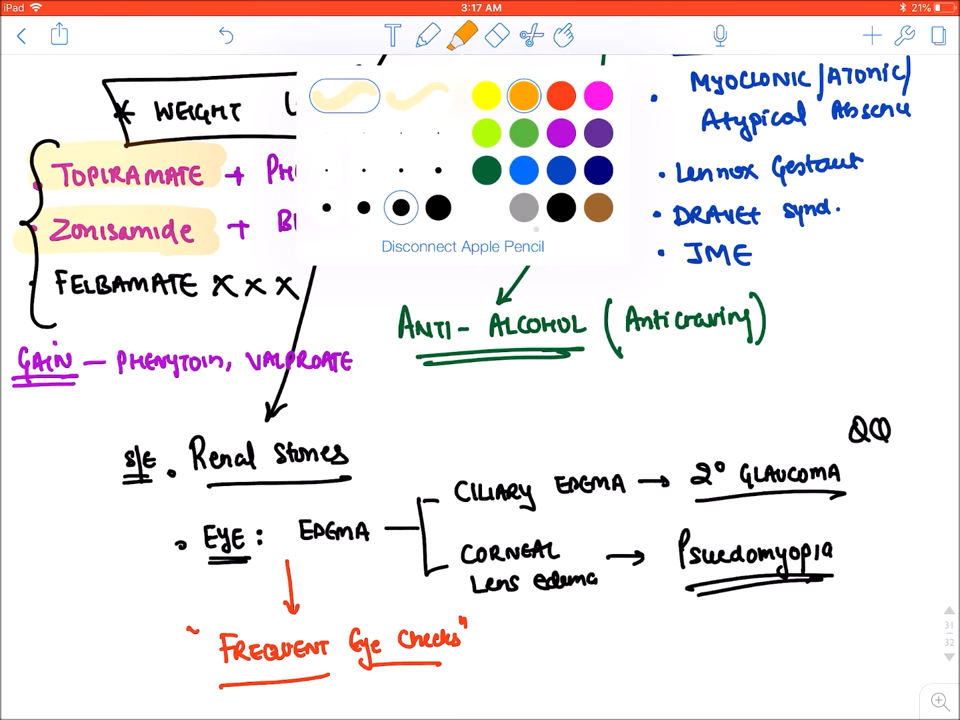 iPad 3:17 AM 21%
T
* WEIGHT
MYOCLONIC/ATONIC/
Atypical Absence
• TOPIRAMATE + PH
• Lennox Gestaut
• Zonisamide + B
• DRAVET Synd.
• JME
Disconnect Apple Pencil
FELBAMATE X X X
ANTI - ALCOHOL (Anticraving)
GAIN — PHENYTOIN, VALPROATE
QQ
S/E • Renal Stones
CILIARY EDEMA → 2° GLAUCOMA
• EYE : EDEMA
CORNEAL → Psuedomyopia
Lens edema
31
32
" FREQUENT Eye Checks "